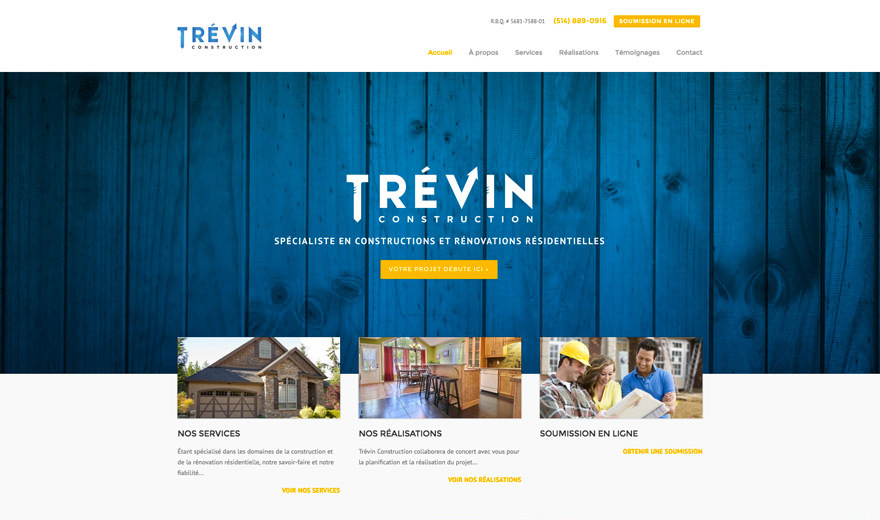 TRÉVIN
CONSTRUCTION
R.B.Q. # 5681-7588-01 (514) 889-0916 SOUMISSION EN LIGNE
Accueil À propos Services Réalisations Témoignages Contact
TRÉVIN
CONSTRUCTION
SPÉCIALISTE EN CONSTRUCTIONS ET RÉNOVATIONS RÉSIDENTIELLES
VOTRE PROJET DÉBUTE ICI »
NOS SERVICES
Étant spécialisé dans les domaines de la construction et
de la rénovation résidentielle, notre savoir-faire et notre
fiabilité...
VOIR NOS SERVICES
NOS RÉALISATIONS
Trévin Construction collaborera de concert avec vous pour
la planification et la réalisation du projet...
VOIR NOS RÉALISATIONS
SOUMISSION EN LIGNE
OBTENIR UNE SOUMISSION